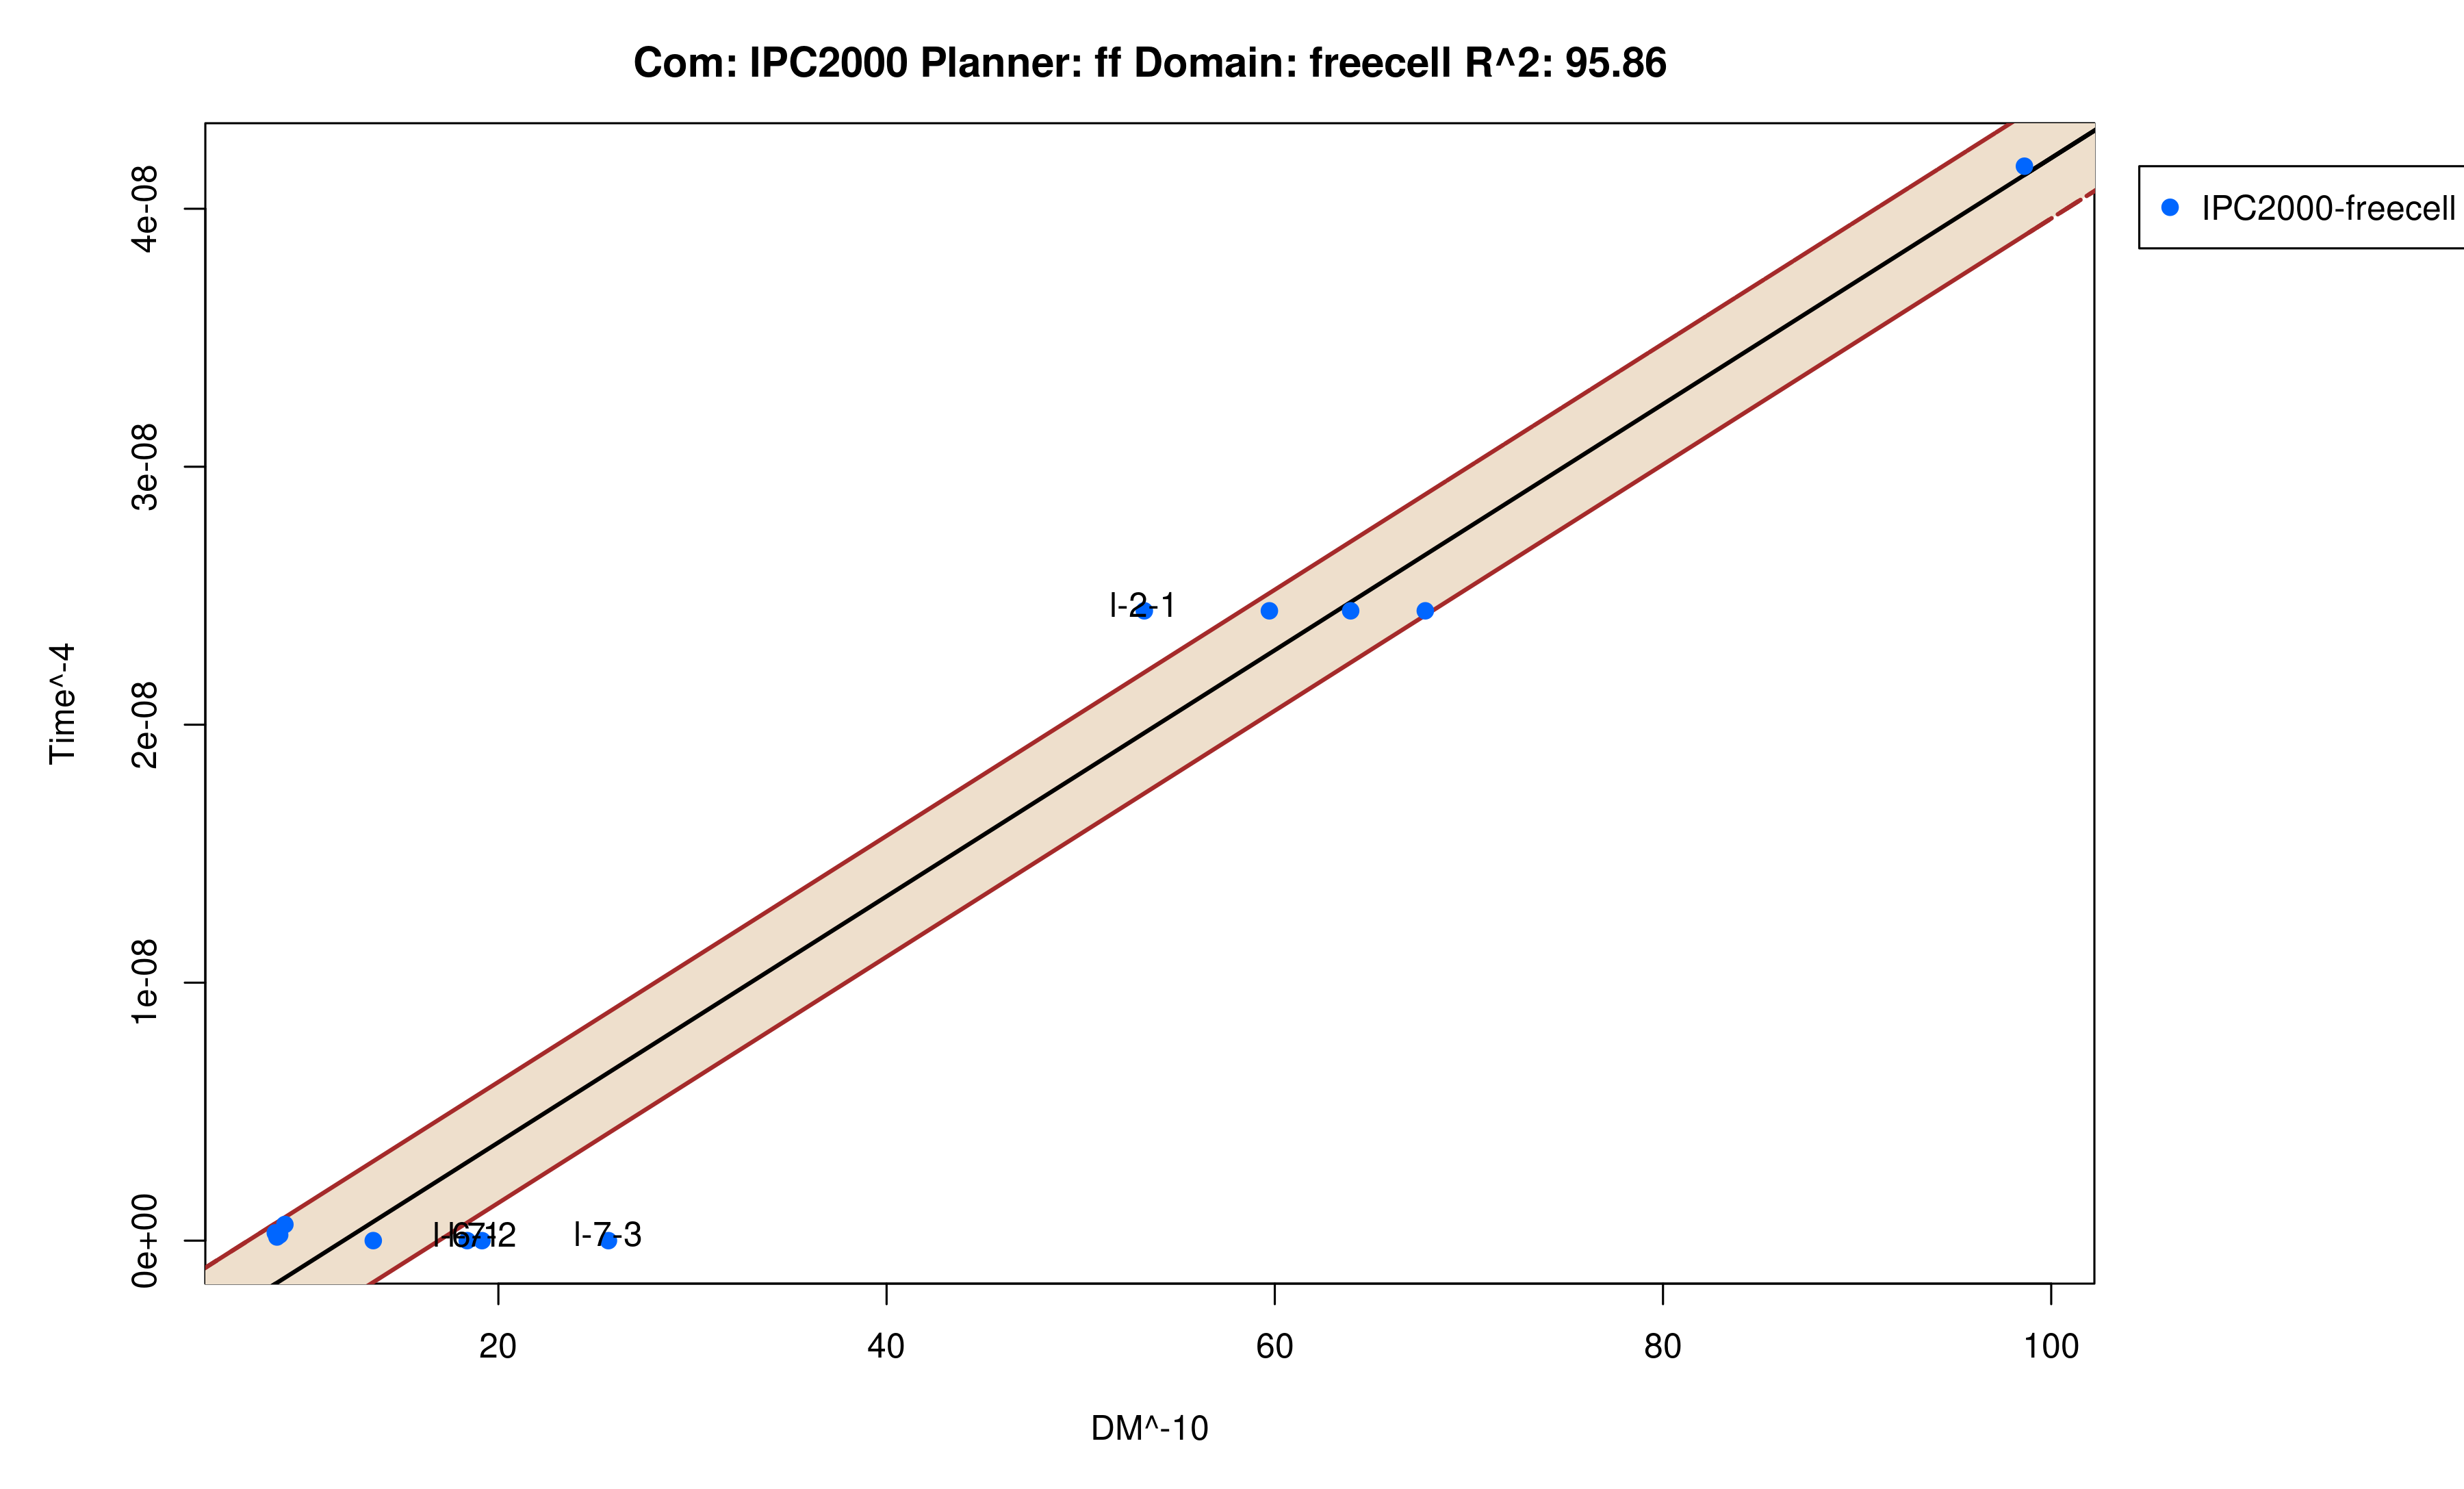 Com: IPC2000 Planner: ff Domain: freecell R^2: 95.86
IPC2000-freecell
Time^-4
4e-08
3e-08
2e-08
1e-08
0e+00
l-2-1
l-7-3
20
40
60
80
100
DM^-10